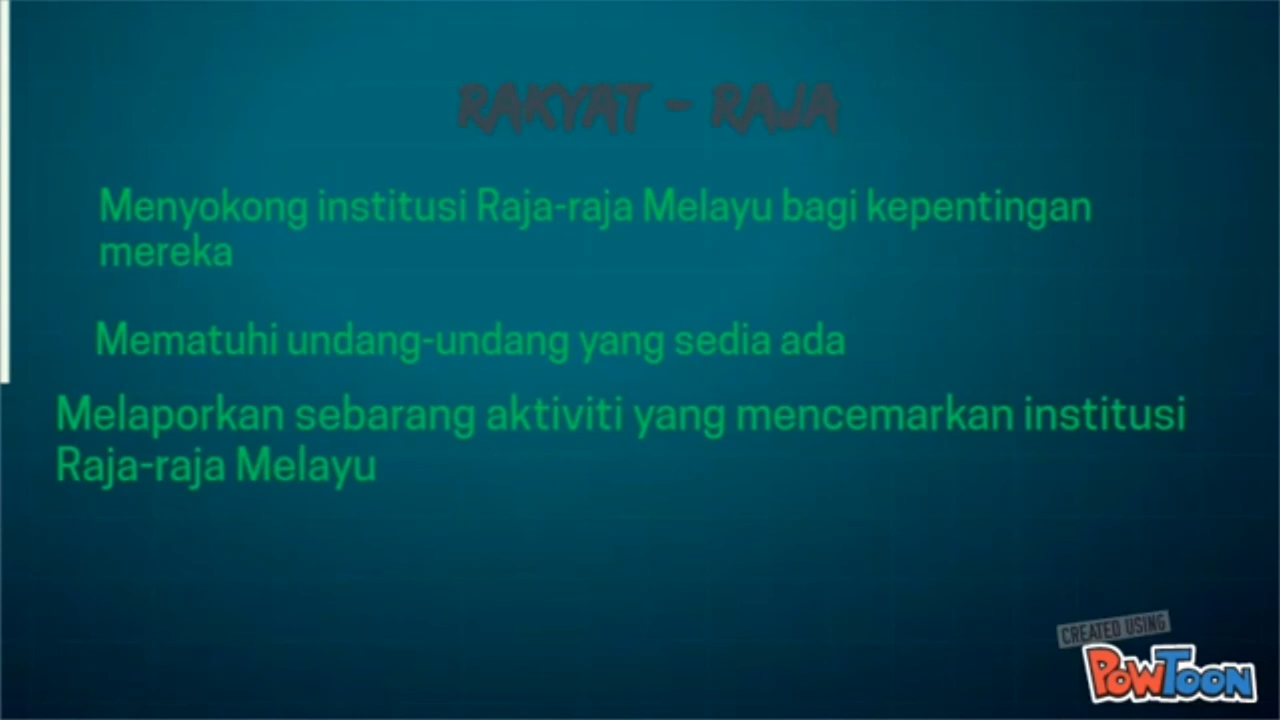 RAKYAT - RAJA
Menyokong institusi Raja-raja Melayu bagi kepentingan
mereka
Mematuhi undang-undang yang sedia ada
Melaporkan sebarang aktiviti yang mencemarkan institusi
Raja-raja Melayu
CREATED USING
POWTOON